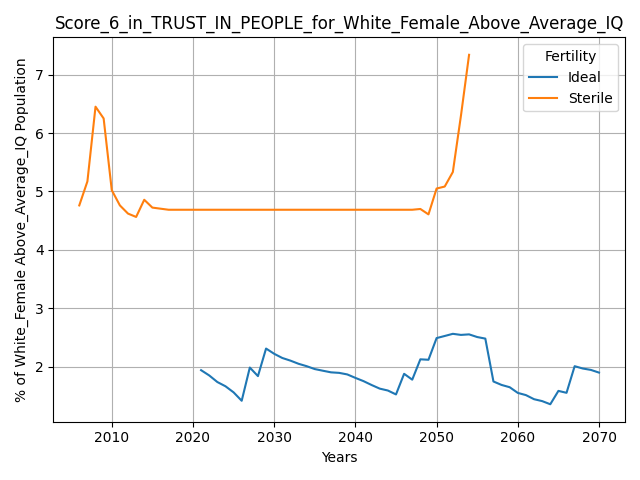 Score_6_in_TRUST_IN_PEOPLE_for_White_Female_Above_Average_IQ
Fertility
Ideal
Sterile
% of White_Female Above_Average_IQ Population
7
6
5
4
3
2
2010 2020 2030 2040 2050 2060 2070
Years